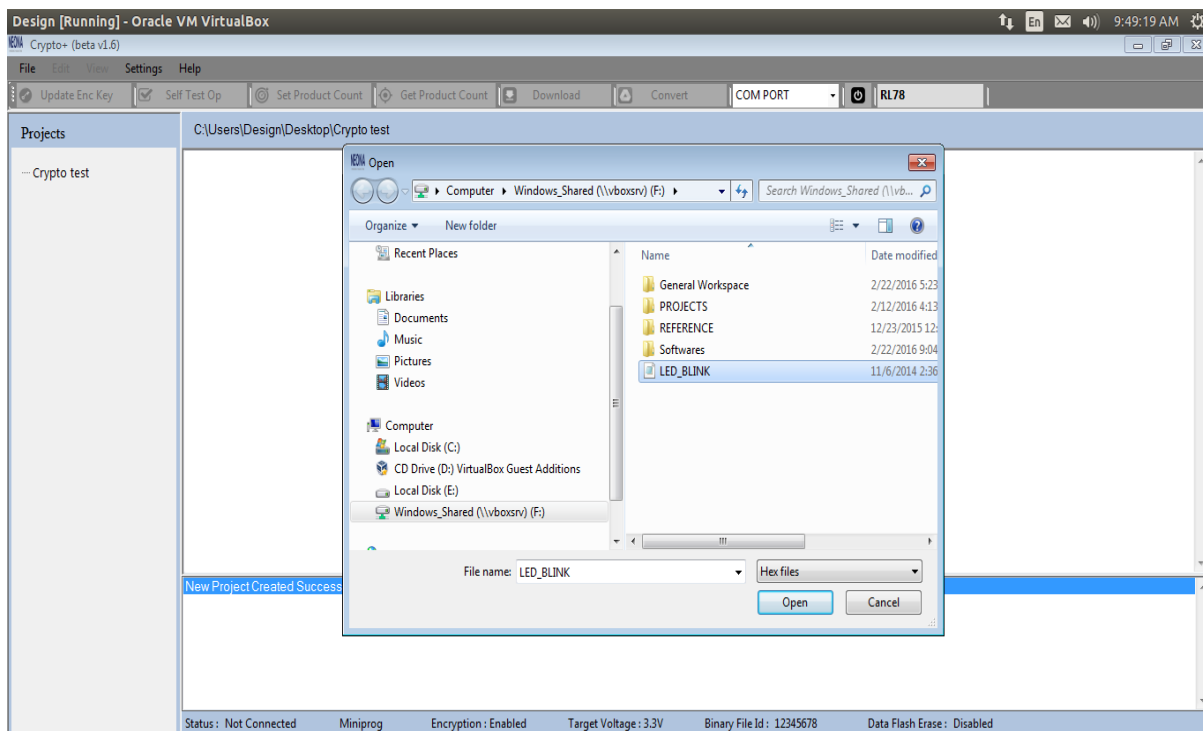 Design [Running] - Oracle VM VirtualBox
En
9:49:19 AM
NEONA Crypto+ (beta v1.6)
File Edit View Settings Help
Update Enc Key Self Test Op Set Product Count Get Product Count Download Convert COM PORT RL78
Projects
C:\Users\Design\Desktop\Crypto test
Crypto test
Open
Computer Windows_Shared (\\vboxsrv) (F:)
Search Windows_Shared (\\vb...
Organize New folder
Recent Places
Libraries
Documents
Music
Pictures
Videos
Computer
Local Disk (C:)
CD Drive (D:) VirtualBox Guest Additions
Local Disk (E:)
Windows_Shared (\\vboxsrv) (F:)
Name Date modified
General Workspace 2/22/2016 5:23
PROJECTS 2/12/2016 4:13
REFERENCE 12/23/2015 12:
Softwares 2/22/2016 9:04
LED_BLINK 11/6/2014 2:36
File name: LED_BLINK Hex files
Open Cancel
New Project Created Success
Status : Not Connected Miniprog Encryption : Enabled Target Voltage : 3.3V Binary File Id : 12345678 Data Flash Erase : Disabled